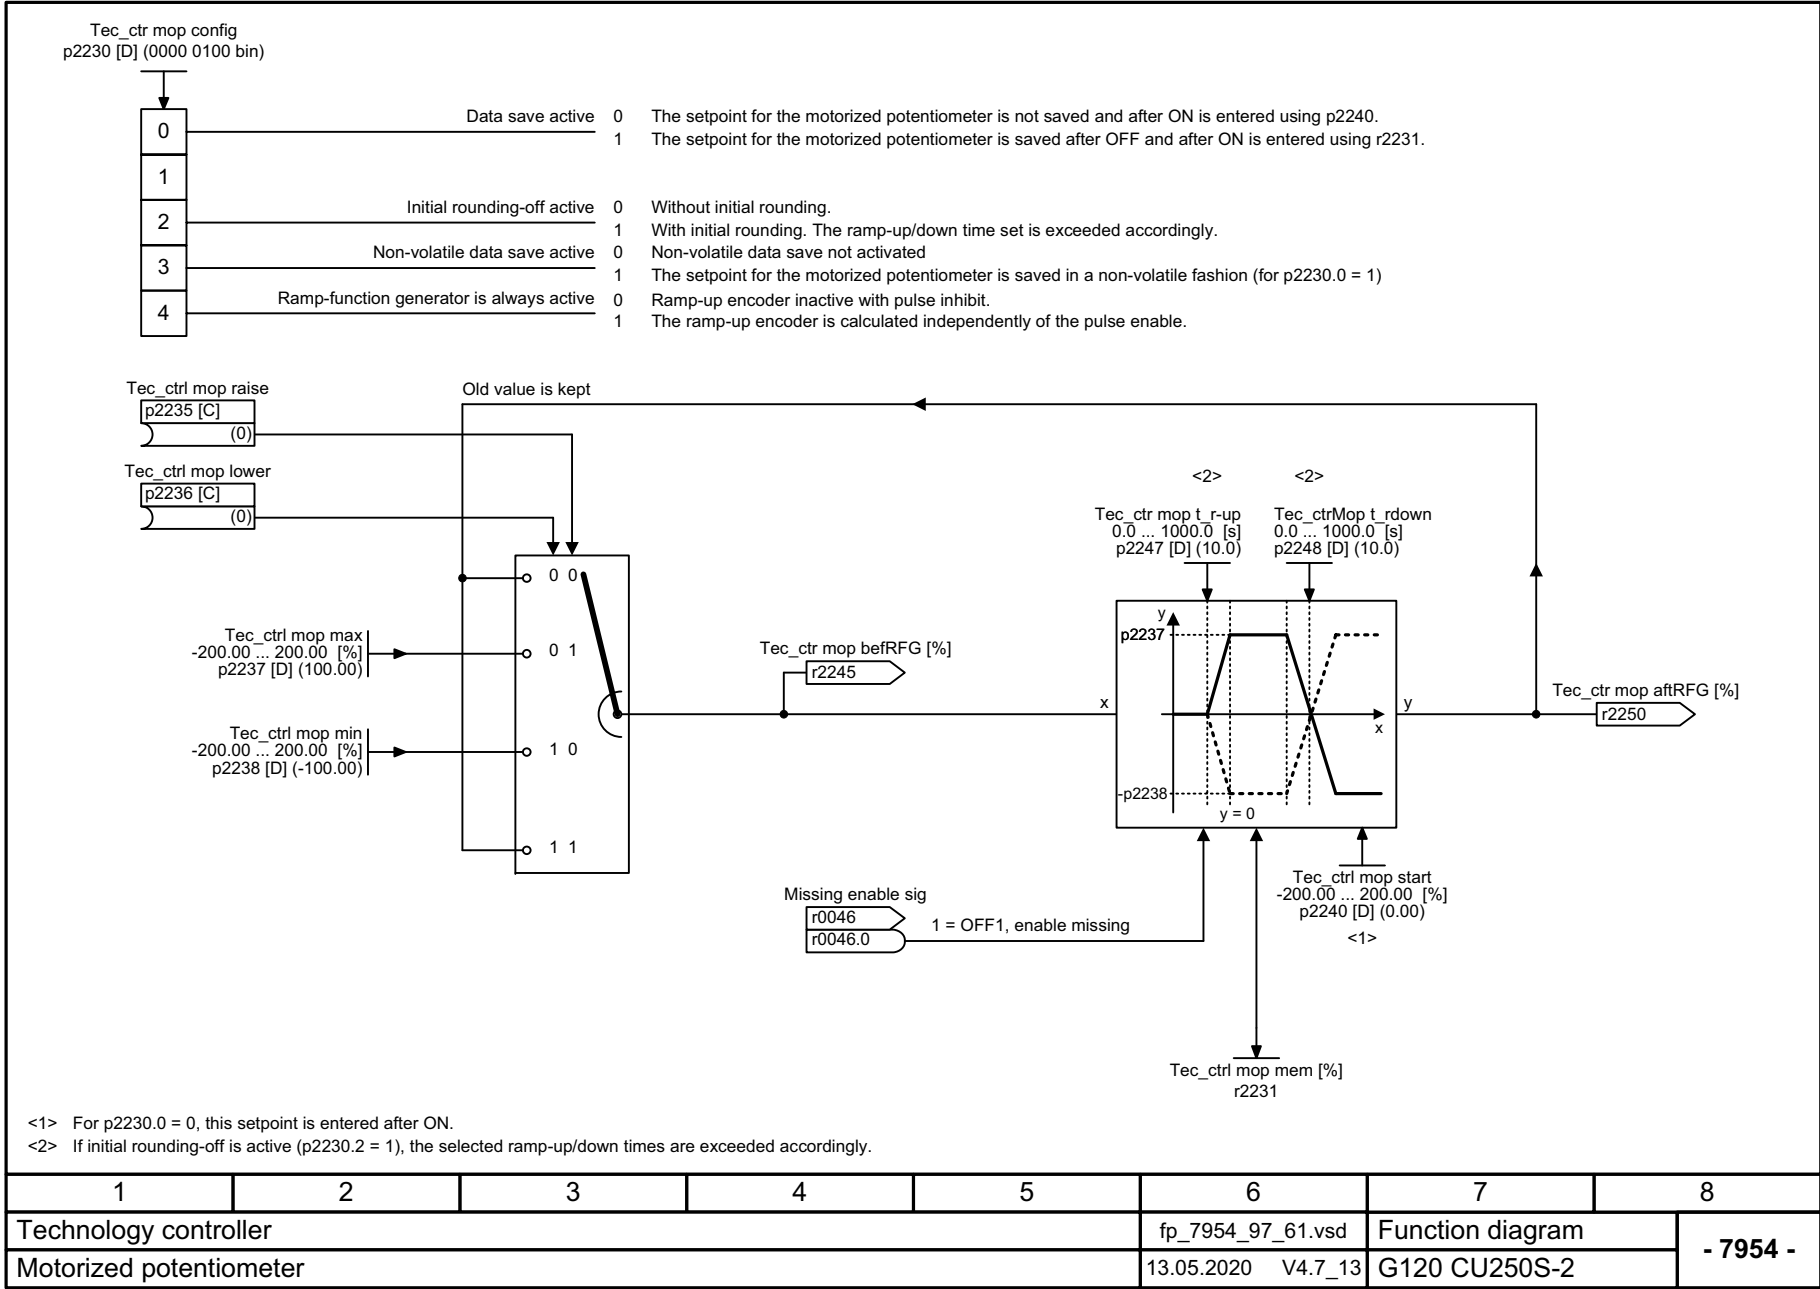 Tec_ctr mop config
p2230 [D] (0000 0100 bin)
0
Data save active 0 The setpoint for the motorized potentiometer is not saved and after ON is entered using p2240.
1 The setpoint for the motorized potentiometer is saved after OFF and after ON is entered using r2231.
1
2
Initial rounding-off active 0 Without initial rounding.
1 With initial rounding. The ramp-up/down time set is exceeded accordingly.
3
Non-volatile data save active 0 Non-volatile data save not activated
1 The setpoint for the motorized potentiometer is saved in a non-volatile fashion (for p2230.0 = 1)
4
Ramp-function generator is always active 0 Ramp-up encoder inactive with pulse inhibit.
1 The ramp-up encoder is calculated independently of the pulse enable.
Tec_ctrl mop raise
p2235 [C]
(0)
Old value is kept
Tec_ctrl mop lower
p2236 [C]
(0)
<2> <2>
Tec_ctr mop t_r-up
0.0 ... 1000.0 [s]
p2247 [D] (10.0)
Tec_ctrMop t_rdown
0.0 ... 1000.0 [s]
p2248 [D] (10.0)
0 0
Tec_ctrl mop max
-200.00 ... 200.00 [%]
p2237 [D] (100.00)
0 1
Tec_ctr mop befRFG [%]
r2245
y
p2237
x
x
y
-p2238
y = 0
Tec_ctr mop aftRFG [%]
r2250
Tec_ctrl mop min
-200.00 ... 200.00 [%]
p2238 [D] (-100.00)
1 0
1 1
Missing enable sig
r0046
r0046.0
1 = OFF1, enable missing
Tec_ctrl mop start
-200.00 ... 200.00 [%]
p2240 [D] (0.00)
<1>
Tec_ctrl mop mem [%]
r2231
<1> For p2230.0 = 0, this setpoint is entered after ON.
<2> If initial rounding-off is active (p2230.2 = 1), the selected ramp-up/down times are exceeded accordingly.
1 2 3 4 5 6 7 8
Technology controller fp_7954_97_61.vsd Function diagram
- 7954 -
Motorized potentiometer 13.05.2020 V4.7_13 G120 CU250S-2